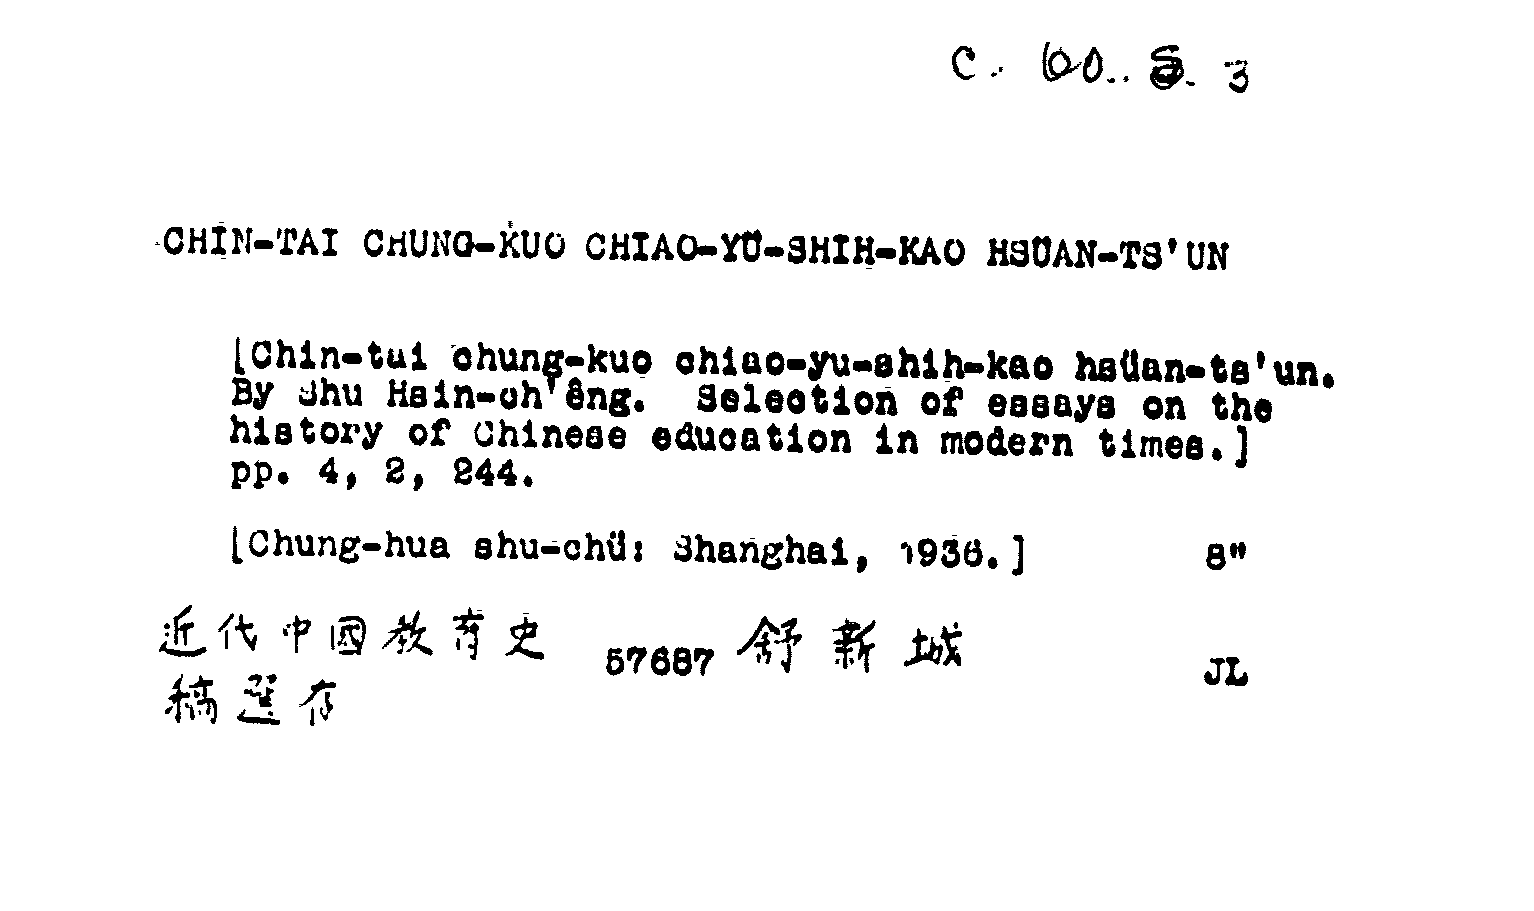 C. 60. S. 3
CHIN-TAI CHUNG-KUO CHIAO-YÜ-SHIH-KAO HSÜAN-TS'UN
[Chin-tai chung-kuo chiao-yu-shih-kao hsüan-ts'un.
By Shu Hsin-ch'êng. Selection of essays on the
history of Chinese education in modern times.]
pp. 4, 2, 244.
[Chung-hua shu-chü: Shanghai, 1936.] 8"
近代中國教育史 57687 舒新城 JL
稿選存